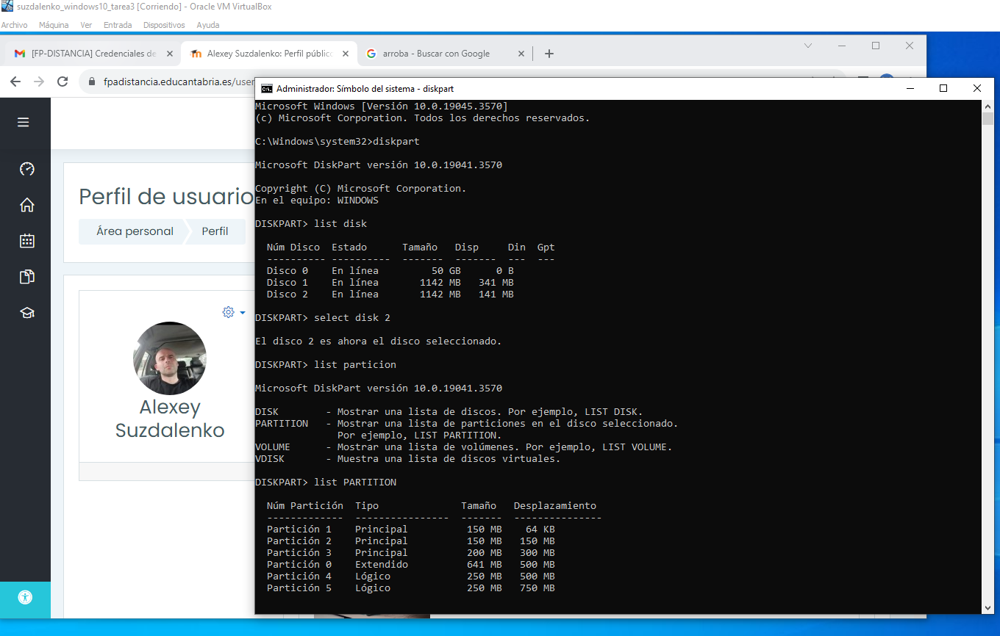 suzdalenko_windows10_tarea3 [Corriendo] - Oracle VM VirtualBox
Archivo Máquina Ver Entrada Dispositivos Ayuda
[FP-DISTANCIA] Credenciales de
Alexey Suzdalenko: Perfil público
arroba - Buscar con Google
fpadistancia.educantabria.es/user
Perfil de usuario
Área personal
Perfil
Alexey
Suzdalenko
Administrador: Símbolo del sistema - diskpart
Microsoft Windows [Versión 10.0.19045.3570]
(c) Microsoft Corporation. Todos los derechos reservados.
C:\Windows\system32>diskpart
Microsoft DiskPart versión 10.0.19041.3570
Copyright (C) Microsoft Corporation.
En el equipo: WINDOWS
DISKPART> list disk
Núm Disco  Estado      Tamaño   Disp     Din  Gpt
---------- ----------  -------  -------  ---  ---
Disco 0    En línea         50 GB      0 B
Disco 1    En línea       1142 MB   341 MB
Disco 2    En línea       1142 MB   141 MB
DISKPART> select disk 2
El disco 2 es ahora el disco seleccionado.
DISKPART> list particion
Microsoft DiskPart versión 10.0.19041.3570
DISK        - Mostrar una lista de discos. Por ejemplo, LIST DISK.
PARTITION   - Mostrar una lista de particiones en el disco seleccionado.
Por ejemplo, LIST PARTITION.
VOLUME      - Mostrar una lista de volúmenes. Por ejemplo, LIST VOLUME.
VDISK       - Muestra una lista de discos virtuales.
DISKPART> list PARTITION
Núm Partición  Tipo              Tamaño   Desplazamiento
-------------  ----------------  -------  ---------------
Partición 1    Principal          150 MB    64 KB
Partición 2    Principal          150 MB   150 MB
Partición 3    Principal          200 MB   300 MB
Partición 0    Extendido          641 MB   500 MB
Partición 4    Lógico             250 MB   500 MB
Partición 5    Lógico             250 MB   750 MB